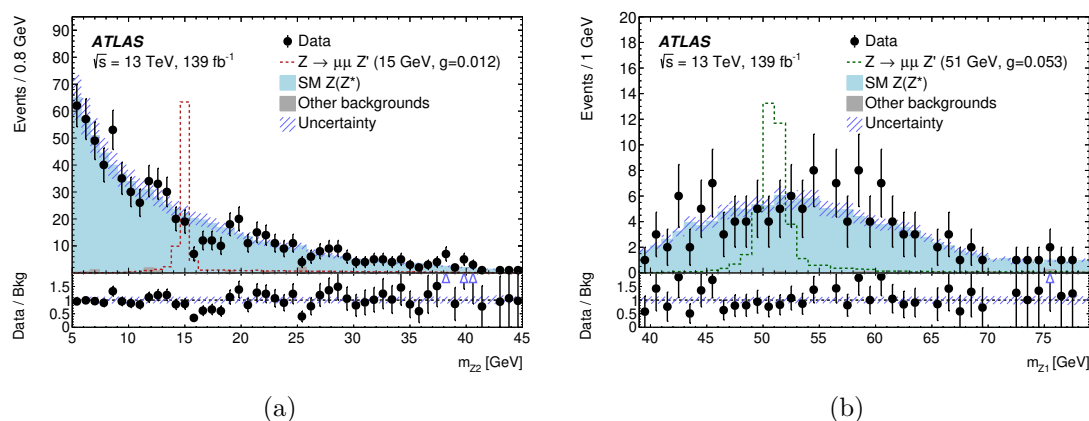 Events / 0.8 GeV
90
80
70
60
50
40
30
20
10
ATLAS
√s = 13 TeV, 139 fb⁻¹
Data
Z → μμ Z' (15 GeV, g=0.012)
SM Z(Z*)
Other backgrounds
Uncertainty
Data / Bkg
1.5
1
0.5
0
5 10 15 20 25 30 35 40 45
m_Z2 [GeV]
(a)
Events / 1 GeV
20
18
16
14
12
10
8
6
4
2
0
ATLAS
√s = 13 TeV, 139 fb⁻¹
Data
Z → μμ Z' (51 GeV, g=0.053)
SM Z(Z*)
Other backgrounds
Uncertainty
Data / Bkg
1.5
1
0.5
0
40 45 50 55 60 65 70 75
m_Z1 [GeV]
(b)